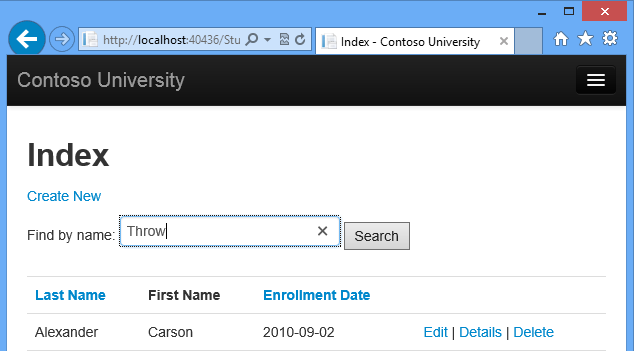 http://localhost:40436/Stu
Index - Contoso University
Contoso University
Index
Create New
Find by name: Throw Search
Last Name First Name Enrollment Date
Alexander Carson 2010-09-02 Edit | Details | Delete